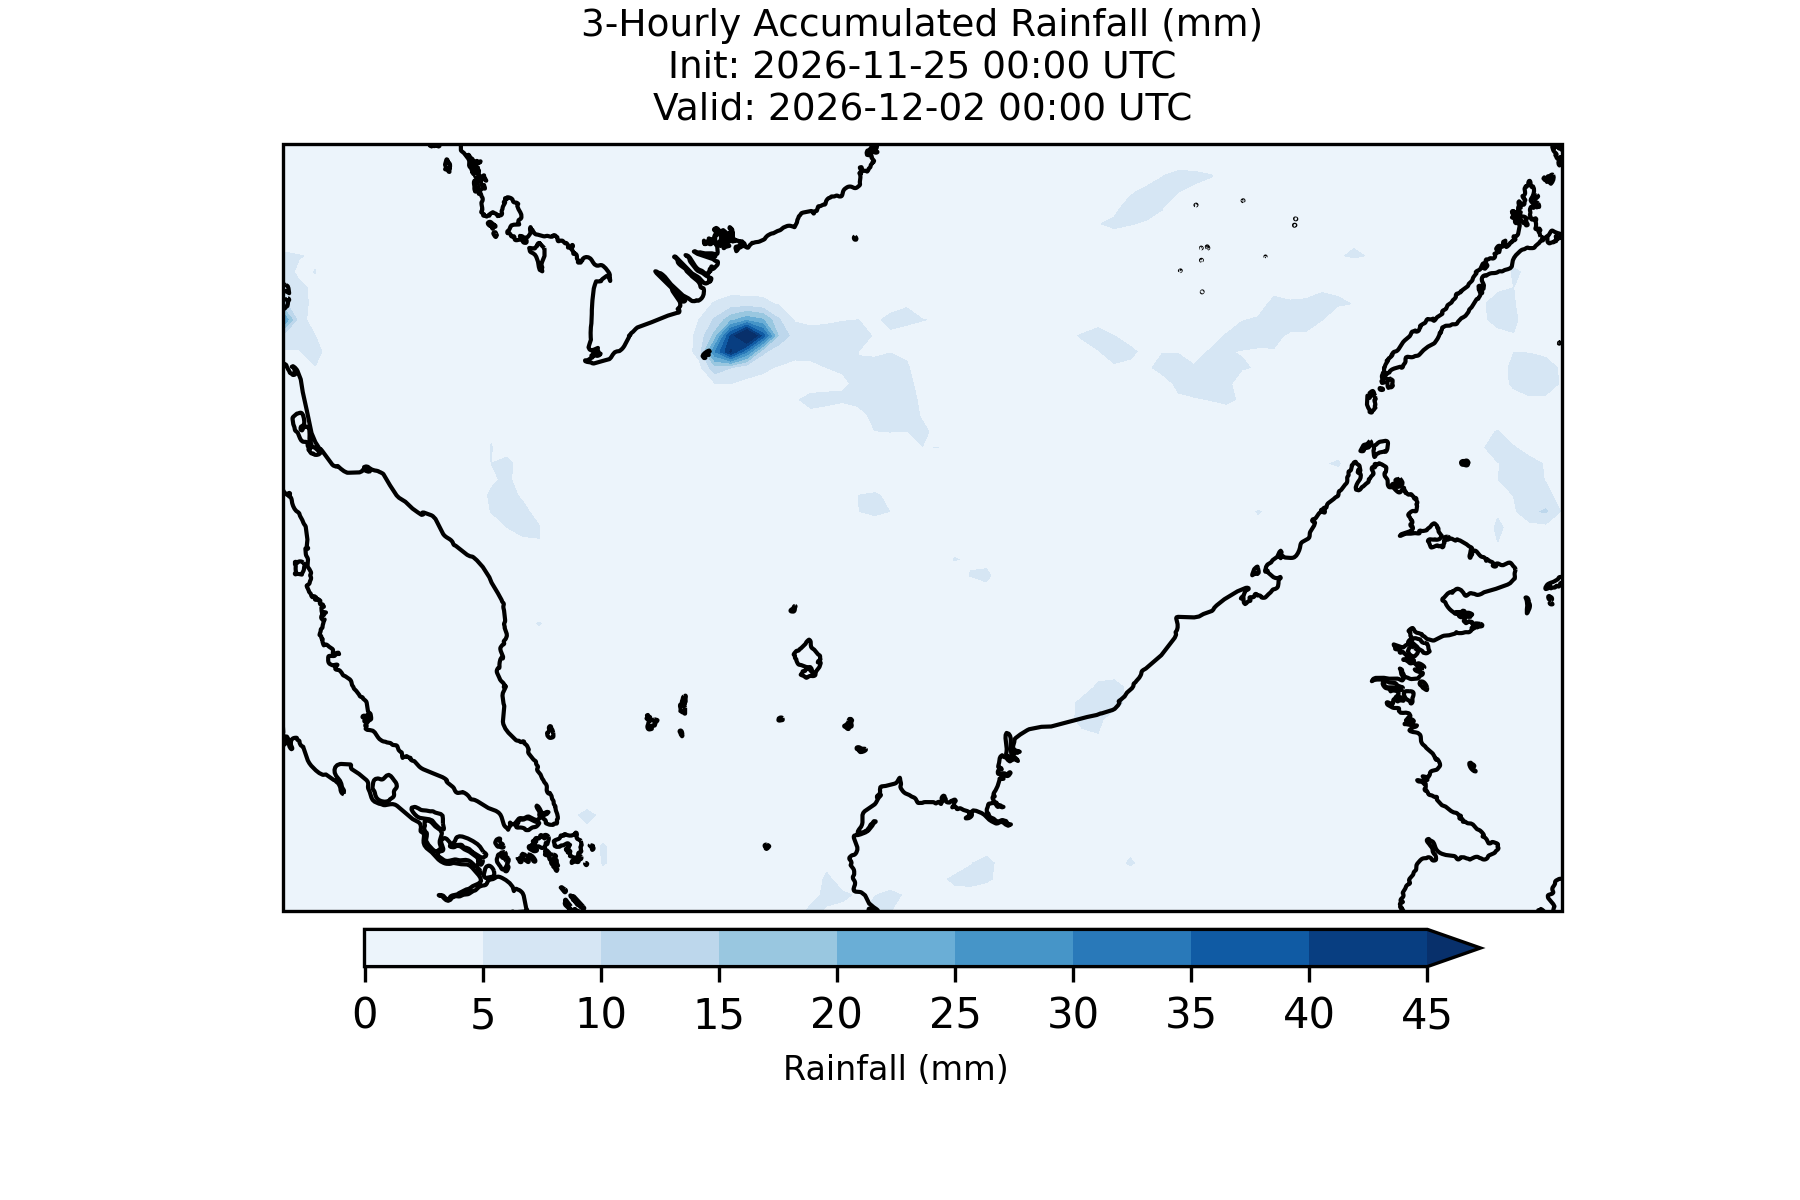 3-Hourly Accumulated Rainfall (mm)
Init: 2026-11-25 00:00 UTC
Valid: 2026-12-02 00:00 UTC
0 5 10 15 20 25 30 35 40 45
Rainfall (mm)